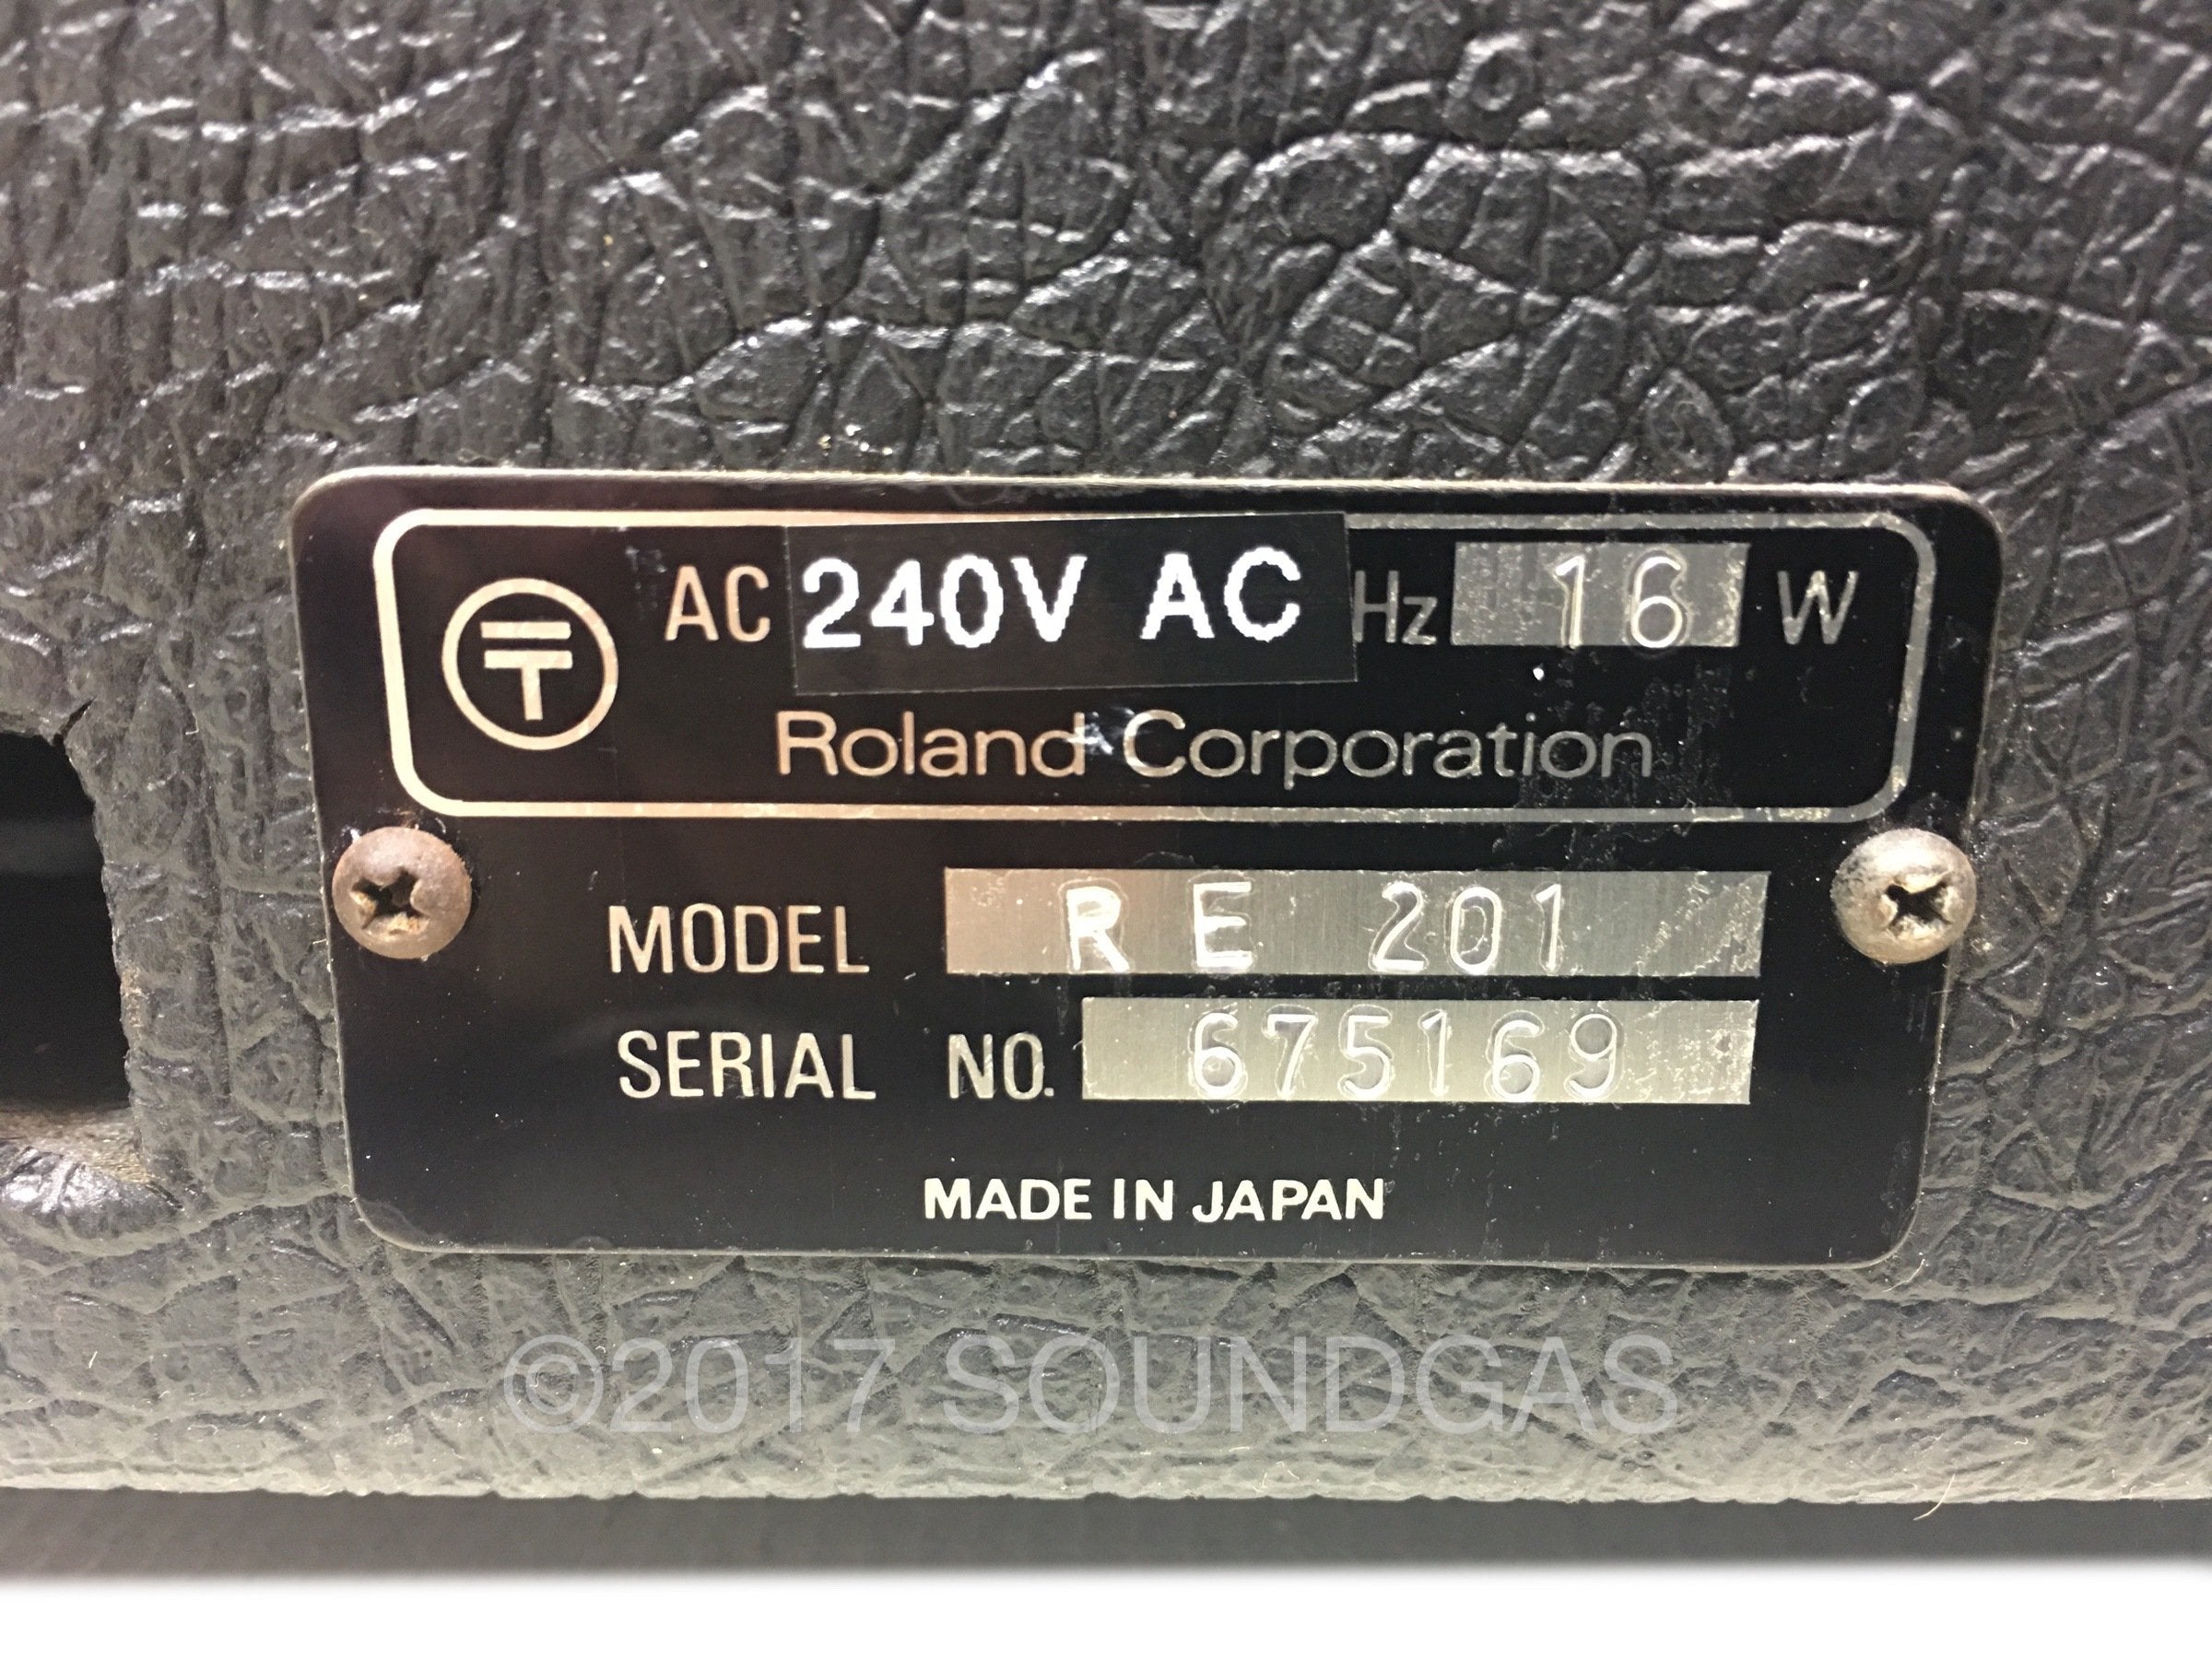 〶 AC 240V AC Hz 16 W
Roland Corporation
MODEL RE 201
SERIAL NO. 675169
MADE IN JAPAN
©2017 SOUNDGAS